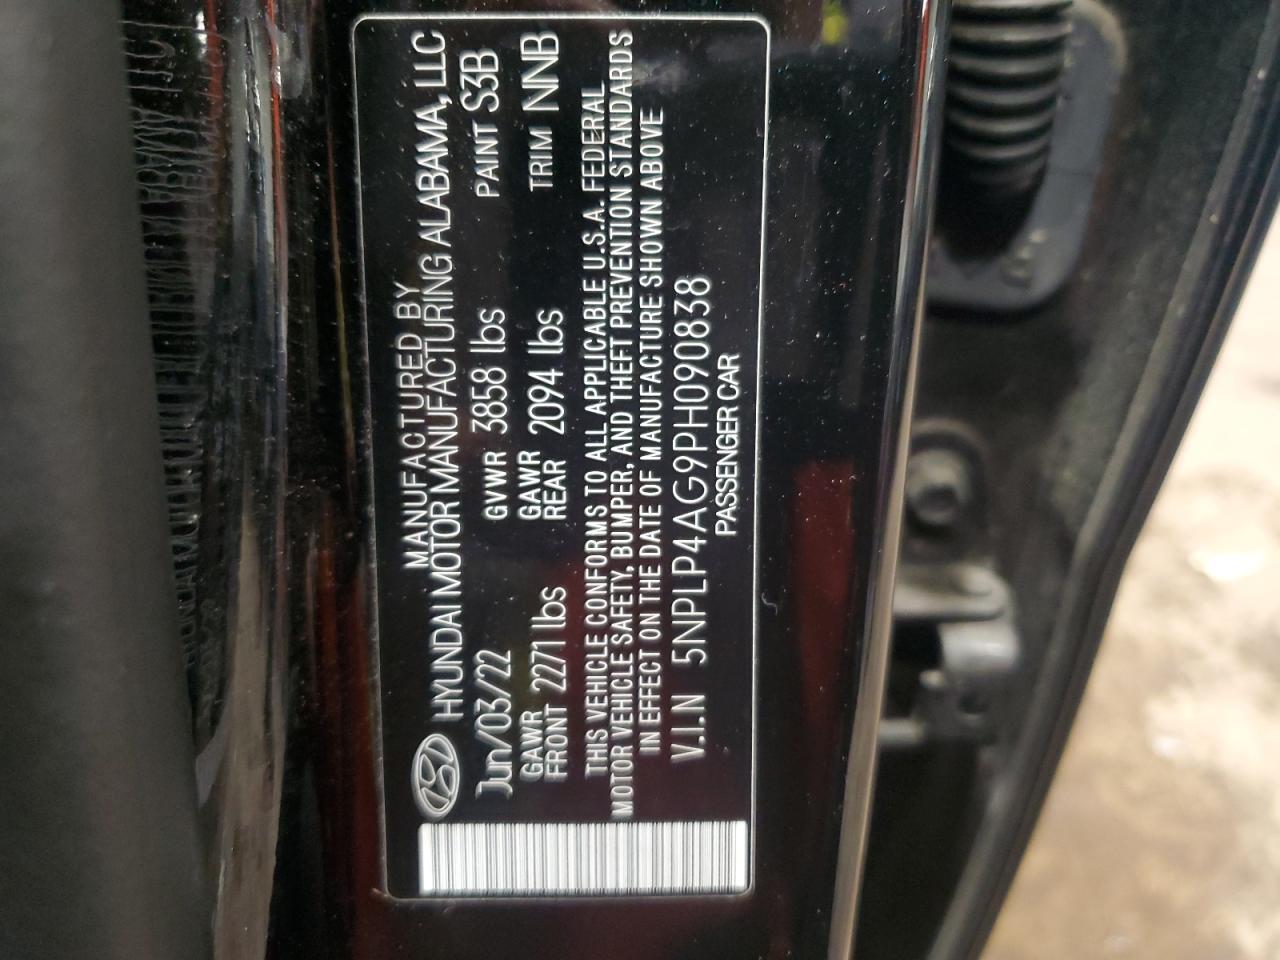 MANUFACTURED BY
HYUNDAI MOTOR MANUFACTURING ALABAMA, LLC
Jun/03/22 GVWR 3858 lbs PAINT S3B
GAWR FRONT 2271 lbs GAWR REAR 2094 lbs TRIM NNB
THIS VEHICLE CONFORMS TO ALL APPLICABLE U.S.A. FEDERAL
MOTOR VEHICLE SAFETY, BUMPER, AND THEFT PREVENTION STANDARDS
IN EFFECT ON THE DATE OF MANUFACTURE SHOWN ABOVE
V.I.N 5NPLP4AG9PH090838
PASSENGER CAR